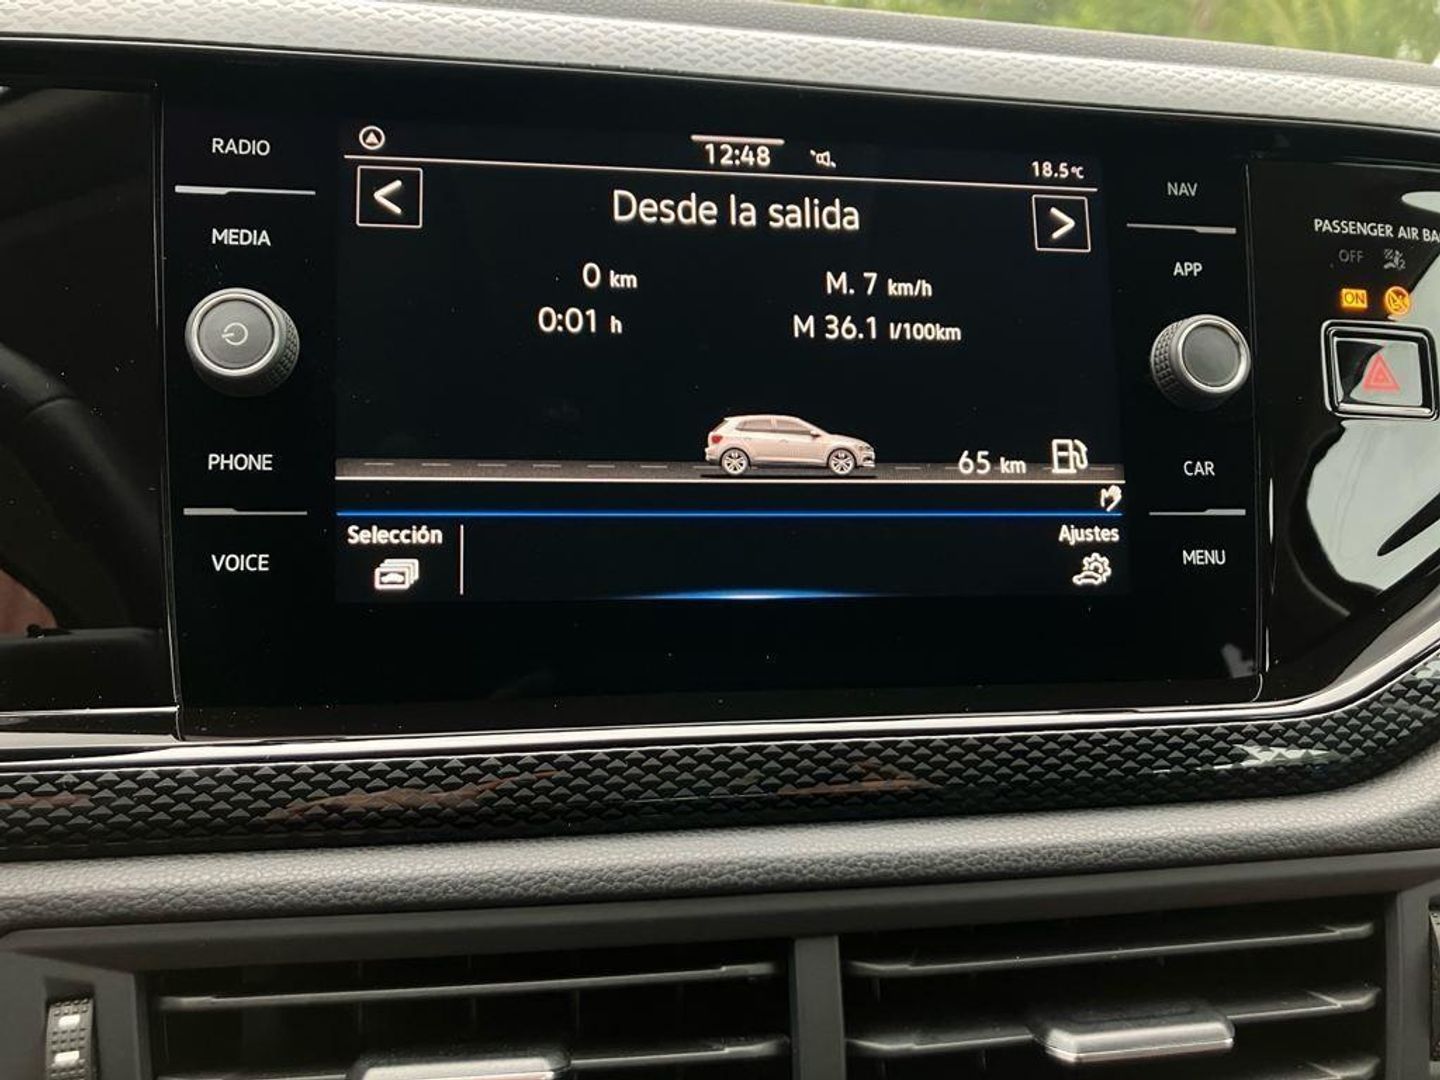 RADIO
MEDIA
PHONE
VOICE
12:48
18.5°C
<
Desde la salida
>
0 km
M. 7 km/h
0:01 h
M 36.1 l/100km
65 km
Selección
Ajustes
NAV
APP
CAR
MENU
PASSENGER AIR BA
OFF
ON